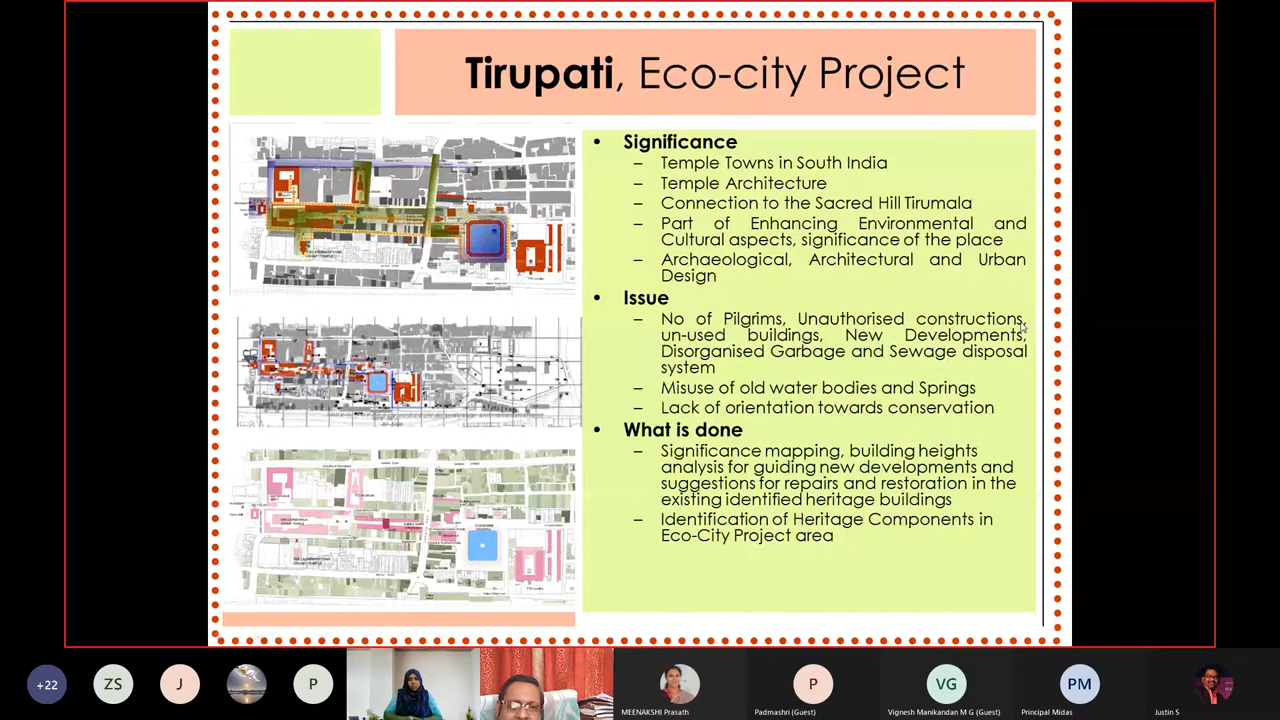 Tirupati, Eco-city Project
• Significance
– Temple Towns in South India
– Temple Architecture
– Connection to the Sacred Hill Tirumala
– Part of Enhancing Environmental and
Cultural aspects, significance of the place
– Archaeological, Architectural and Urban
Design
• Issue
– No of Pilgrims, Unauthorised constructions,
un-used buildings, New Developments,
Disorganised Garbage and Sewage disposal
system
– Misuse of old water bodies and Springs
– Lack of orientation towards conservation
• What is done
– Significance mapping, building heights
analysis for guiding new developments and
suggestions for repairs and restoration in the
existing identified heritage buildings
– Identification of Heritage Components in
Eco-City Project area
+22
ZS
J
P
P
VG
PM
MEENAKSHI Prasath
Padmashri (Guest)
Vignesh Manikandan M G (Guest)
Principal Midas
Justin S